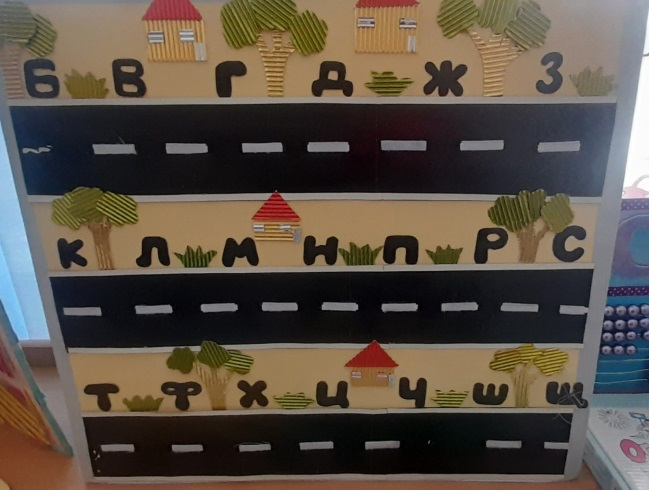 Б В Г Д Ж З
К Л М Н П Р С
Т Ф Х Ц Ч Ш Щ